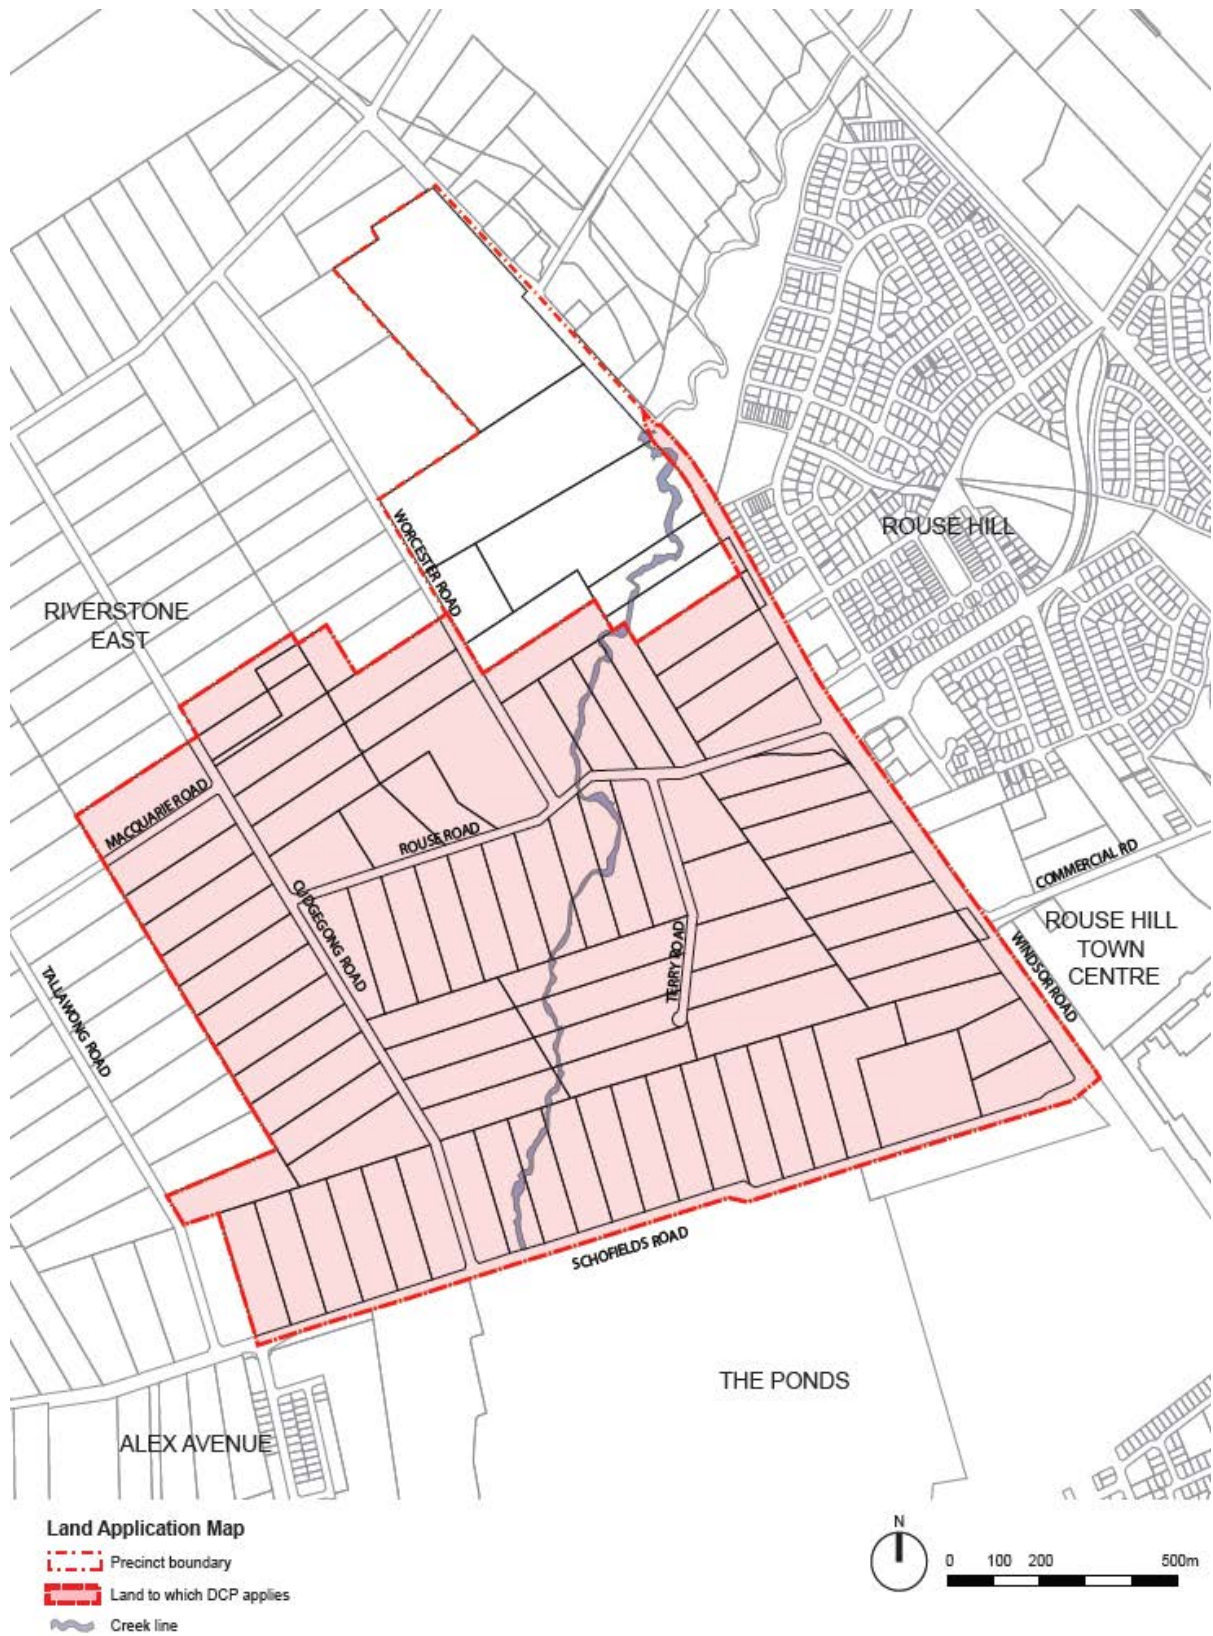 WORCESTER ROAD
ROUSE HILL
RIVERSTONE
EAST
MACQUARIE ROAD
ROUSE ROAD
COMMERCIAL RD
CUDGEGONG ROAD
ROUSE HILL
TOWN
CENTRE
TERRY ROAD
WINDSOR ROAD
TALLAWONG ROAD
SCHOFIELDS ROAD
THE PONDS
ALEX AVENUE
Land Application Map
Precinct boundary
Land to which DCP applies
Creek line
N
0 100 200 500m